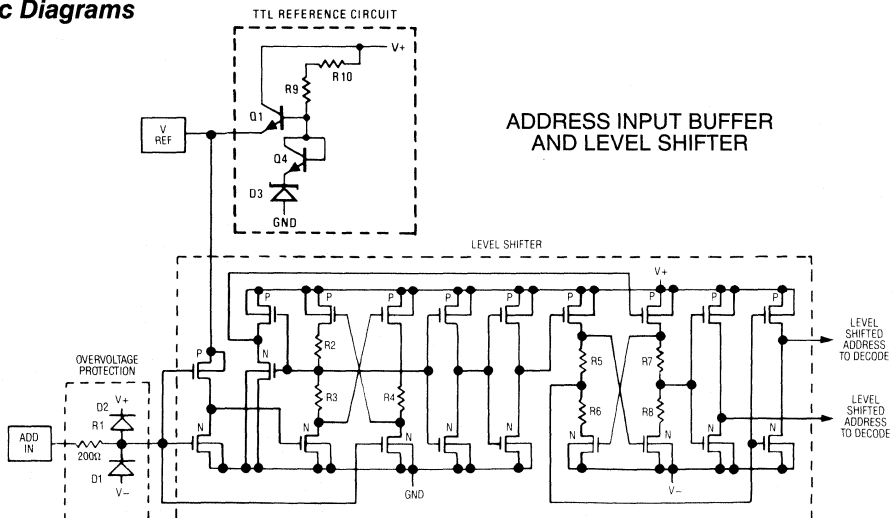 c Diagrams
TTL REFERENCE CIRCUIT
V+
R10
R9
Q1
V
REF
Q4
D3
GND
ADDRESS INPUT BUFFER
AND LEVEL SHIFTER
LEVEL SHIFTER
V+
P
P
P
P
P
P
P
P
P
R2
N
P
R5
R7
LEVEL
SHIFTED
ADDRESS
TO DECODE
OVERVOLTAGE
PROTECTION
V+
D2
R1
R3
R4
R6
R8
LEVEL
SHIFTED
ADDRESS
TO DECODE
ADD
IN
200Ω
D1
V−
N
N
N
N
N
N
N
N
N
GND
V−